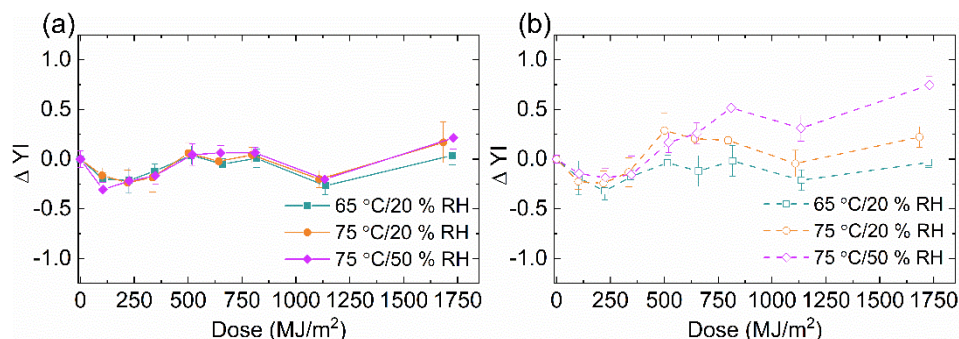 (a)
1.0
0.5
0.0
-0.5
-1.0
Δ YI
65 °C/20 % RH
75 °C/20 % RH
75 °C/50 % RH
0 250 500 750 1000 1250 1500 1750
Dose (MJ/m²)
(b)
1.0
0.5
0.0
-0.5
-1.0
Δ YI
65 °C/20 % RH
75 °C/20 % RH
75 °C/50 % RH
0 250 500 750 1000 1250 1500 1750
Dose (MJ/m²)